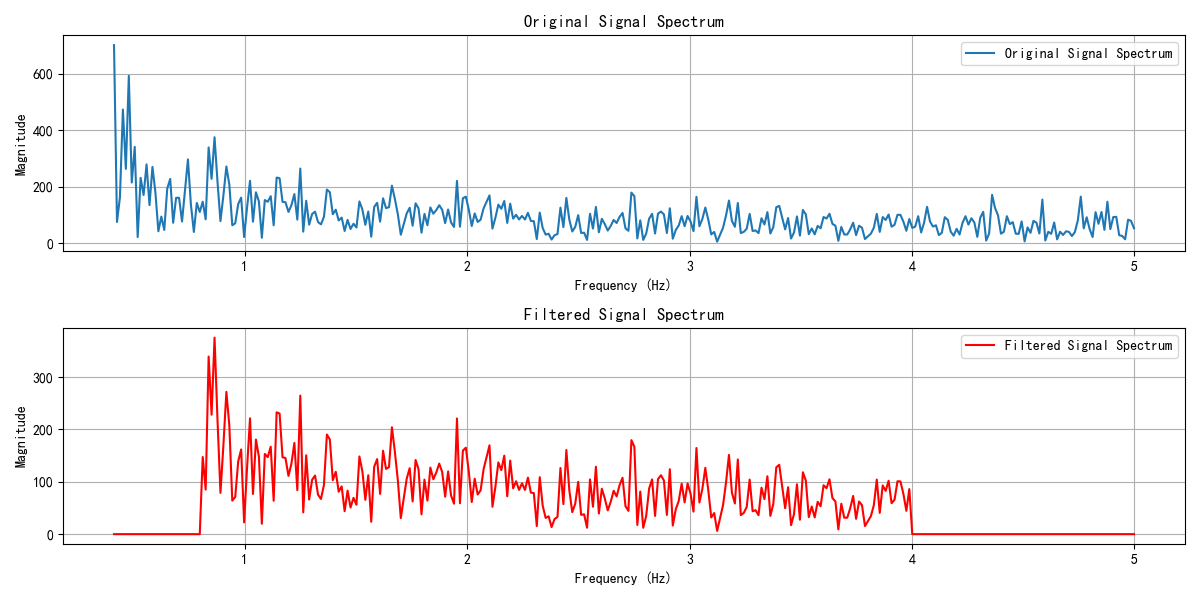 Original Signal Spectrum
Original Signal Spectrum
600
400
200
0
Magnitude
1 2 3 4 5
Frequency (Hz)
Filtered Signal Spectrum
Filtered Signal Spectrum
300
200
100
0
Magnitude
1 2 3 4 5
Frequency (Hz)